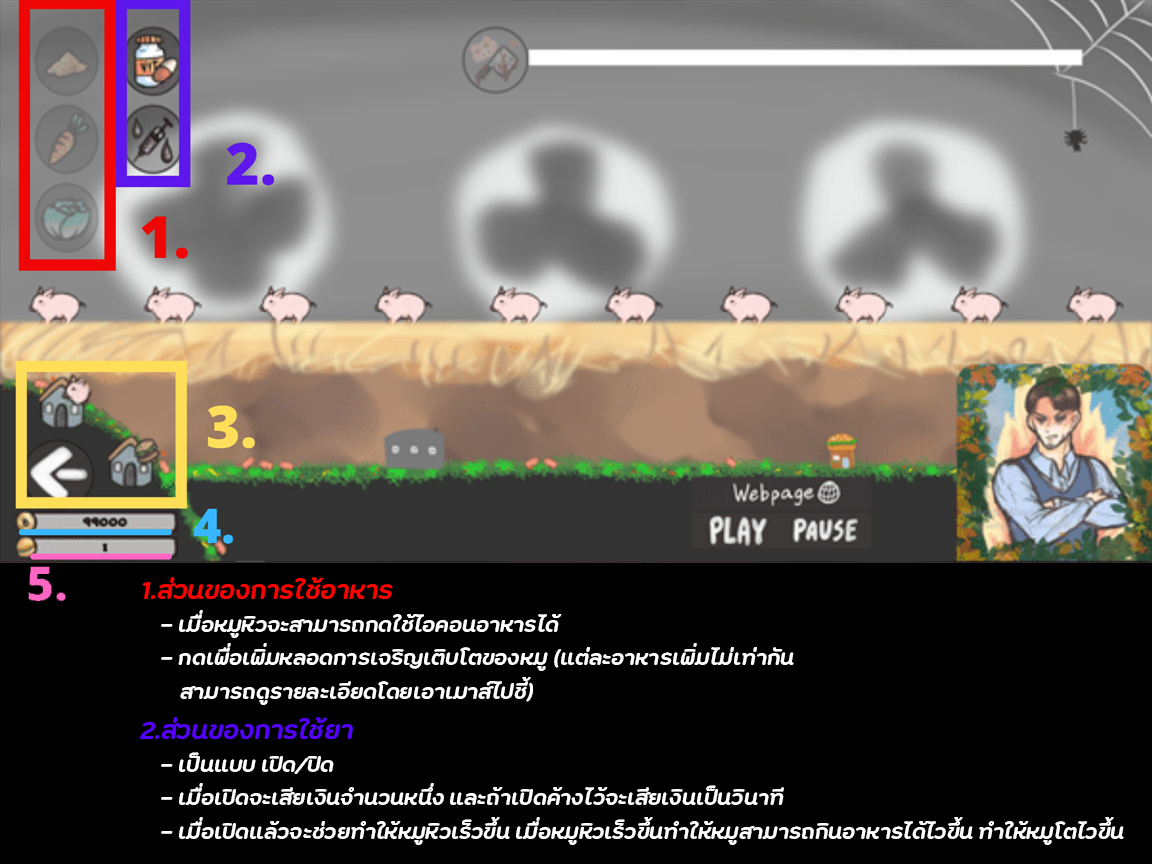 2.
1.
3.
Webpage
99000
4.
PLAY PAUSE
1
5.
1.ส่วนของการใช้อาหาร
– เมื่อหมูหิวจะสามารถกดใช้ไอคอนอาหารได้
– กดเพื่อเพิ่มหลอดการเจริญเติบโตของหมู (แต่ละอาหารเพิ่มไม่เท่ากัน
สามารถดูรายละเอียดโดยเอาเมาส์ไปชี้)
2.ส่วนของการใช้ยา
– เป็นแบบ เปิด/ปิด
– เมื่อเปิดจะเสียเงินจำนวนหนึ่ง และถ้าเปิดค้างไว้จะเสียเงินเป็นวินาที
– เมื่อเปิดแล้วจะช่วยทำให้หมูหิวเร็วขึ้น เมื่อหมูหิวเร็วขึ้นทำให้หมูสามารถกินอาหารได้ไวขึ้น ทำให้หมูโตไวขึ้น